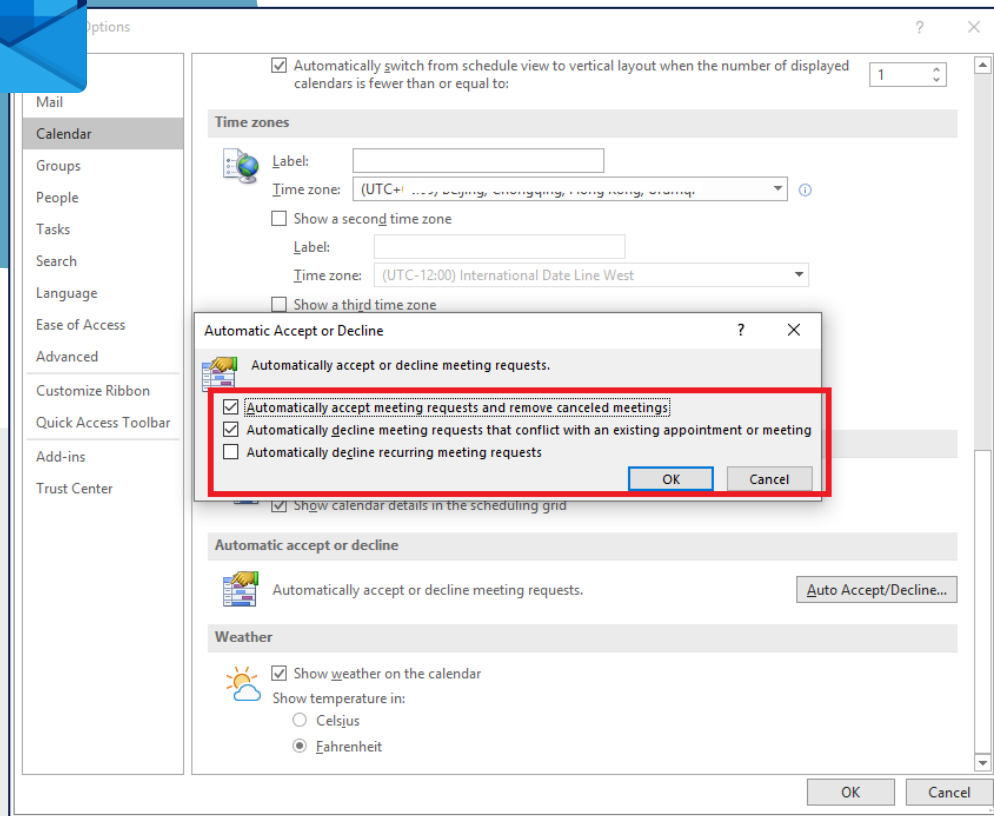 Options
?
Automatically switch from schedule view to vertical layout when the number of displayed
calendars is fewer than or equal to:
1
Mail
Calendar
Groups
People
Tasks
Search
Language
Ease of Access
Advanced
Customize Ribbon
Quick Access Toolbar
Add-ins
Trust Center
Time zones
Label:
Time zone: (UTC+ Beijing, Chongqing, Hong Kong, Urumqi
Show a second time zone
Label:
Time zone: (UTC-12:00) International Date Line West
Show a third time zone
Automatic Accept or Decline ?
Automatically accept or decline meeting requests.
Automatically accept meeting requests and remove canceled meetings
Automatically decline meeting requests that conflict with an existing appointment or meeting
Automatically decline recurring meeting requests
OK Cancel
Show calendar details in the scheduling grid
Automatic accept or decline
Automatically accept or decline meeting requests.
Auto Accept/Decline...
Weather
Show weather on the calendar
Show temperature in:
Celsius
Fahrenheit
OK Cancel